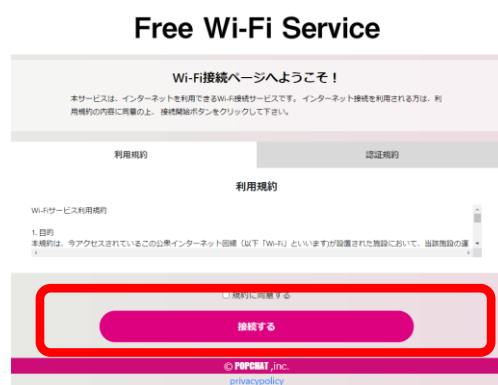 Free Wi-Fi Service
Wi-Fi接続ページへようこそ！
本サービスは、インターネットを利用できるWi-Fi接続サービスです。インターネット接続を利用される方は、利
用規約の内容に同意の上、 接続開始ボタンをクリックして下さい。
利用規約
認証規約
利用規約
Wi-Fiサービス利用規約
1. 目的
本規約は、今アクセスされているこの公衆インターネット回線（以下「Wi-Fi」といいます)が設置された施設において、当該施設の運
規約に同意する
接続する
© POPCHAT ,inc.
privacypolicy